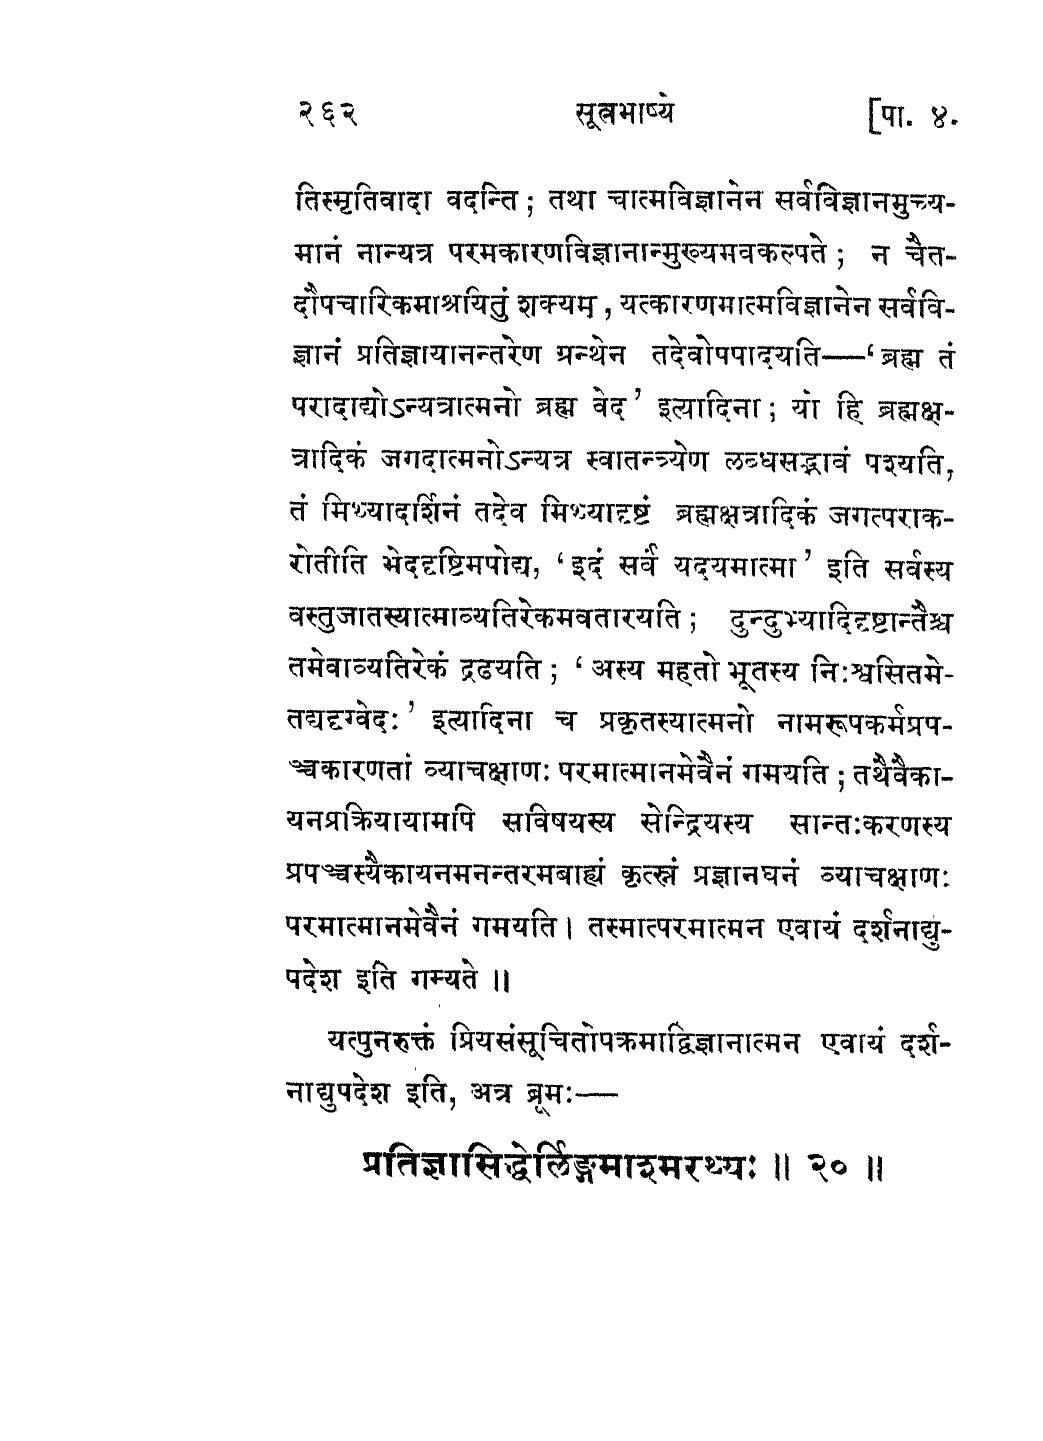 २६२ सूत्रभाष्ये [पा. ४.
तिस्मृतिवादा वदन्ति; तथा चात्मविज्ञानेन सर्वविज्ञानमुच्य-
मानं नान्यत्र परमकारणविज्ञानान्मुख्यमवकल्पते; न चैत-
दौपचारिकमाश्रयितुं शक्यम्, यत्कारणमात्मविज्ञानेन सर्ववि-
ज्ञानं प्रतिज्ञायानन्तरेण ग्रन्थेन तदेवोपपादयति—‘ब्रह्म तं
परादाद्योऽन्यत्रात्मनो ब्रह्म वेद’ इत्यादिना; यो हि ब्रह्मक्ष-
त्रादिकं जगदात्मनोऽन्यत्र स्वातन्त्र्येण लब्धसद्भावं पश्यति,
तं मिथ्यादर्शिनं तदेव मिथ्यादृष्टं ब्रह्मक्षत्रादिकं जगत्पराक-
रोतीति भेददृष्टिमपोद्य, ‘इदं सर्वं यदयमात्मा’ इति सर्वस्य
वस्तुजातस्यात्माव्यतिरेकमवतारयति; दुन्दुभ्यादिदृष्टान्तैश्च
तमेवाव्यतिरेकं द्रढयति; ‘अस्य महतो भूतस्य निःश्वसितमे-
तद्यदृग्वेदः’ इत्यादिना च प्रकृतस्यात्मनो नामरूपकर्मप्रप-
ञ्चकारणतां व्याचक्षाणः परमात्मानमेवैनं गमयति; तथैवैका-
यनप्रक्रियायामपि सविषयस्य सेन्द्रियस्य सान्तःकरणस्य
प्रपञ्चस्यैकायनमनन्तरमबाह्यं कृत्स्नं प्रज्ञानघनं व्याचक्षाणः
परमात्मानमेवैनं गमयति। तस्मात्परमात्मन एवायं दर्शनाद्यु-
पदेश इति गम्यते॥
यत्पुनरुक्तं प्रियसंसूचितोपक्रमाद्विज्ञानात्मन एवायं दर्श-
नाद्युपदेश इति, अत्र ब्रूमः—
प्रतिज्ञासिद्धेर्लिङ्गमाश्मरथ्यः॥ २०॥